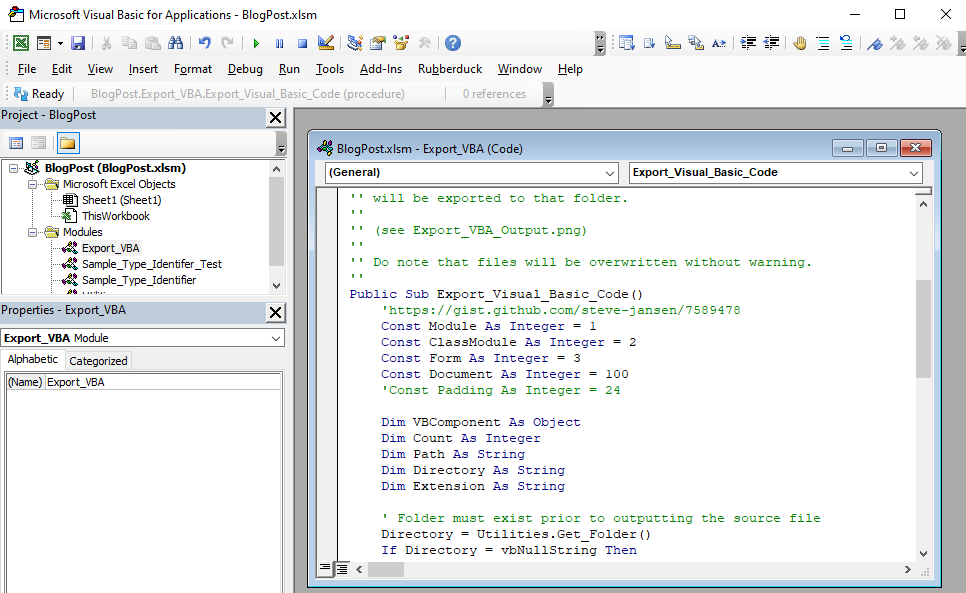 Microsoft Visual Basic for Applications - BlogPost.xlsm
File Edit View Insert Format Debug Run Tools Add-Ins Rubberduck Window Help
Ready BlogPost.Export_VBA.Export_Visual_Basic_Code (procedure) 0 references
Project - BlogPost
BlogPost (BlogPost.xlsm)
Microsoft Excel Objects
Sheet1 (Sheet1)
ThisWorkbook
Modules
Export_VBA
Sample_Type_Identifer_Test
Sample_Type_Identifier
Properties - Export_VBA
Export_VBA Module
Alphabetic Categorized
(Name) Export_VBA
BlogPost.xlsm - Export_VBA (Code)
(General) Export_Visual_Basic_Code
'' will be exported to that folder.
''
'' (see Export_VBA_Output.png)
''
'' Do note that files will be overwritten without warning.
''
Public Sub Export_Visual_Basic_Code()
'https://gist.github.com/steve-jansen/7589478
Const Module As Integer = 1
Const ClassModule As Integer = 2
Const Form As Integer = 3
Const Document As Integer = 100
'Const Padding As Integer = 24
Dim VBComponent As Object
Dim Count As Integer
Dim Path As String
Dim Directory As String
Dim Extension As String
' Folder must exist prior to outputting the source file
Directory = Utilities.Get_Folder()
If Directory = vbNullString Then